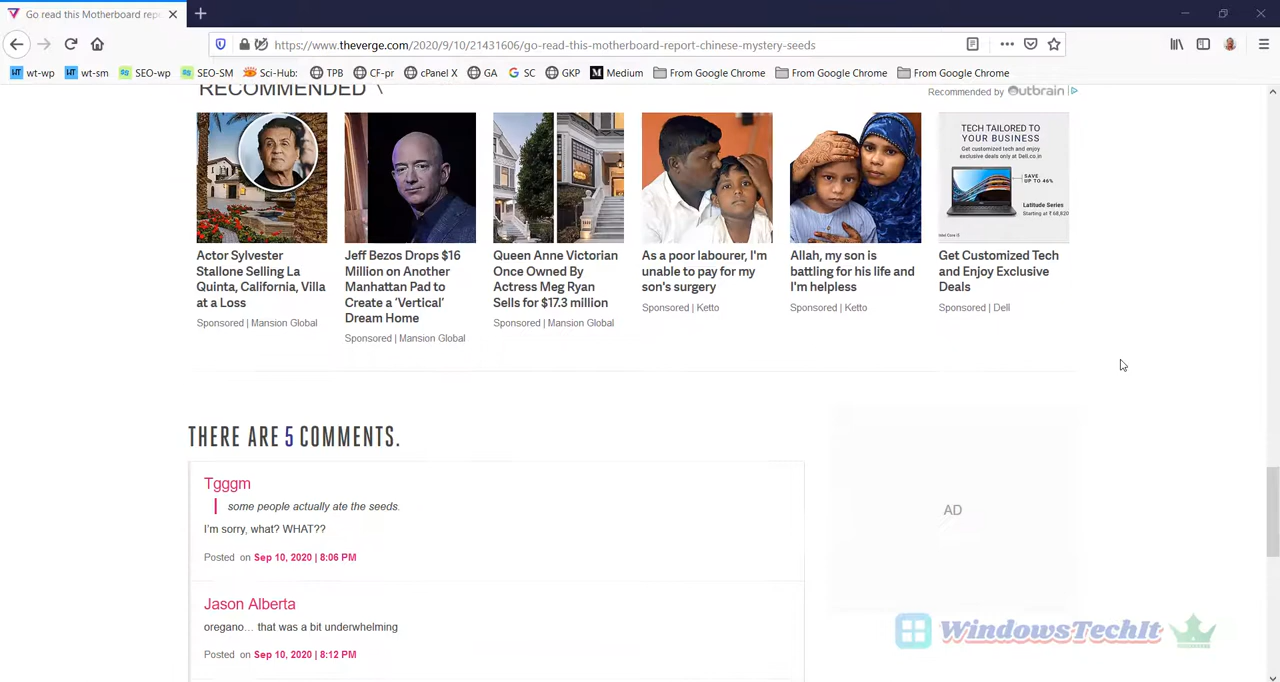 Go read this Motherboard rep
https://www.theverge.com/2020/9/10/21431606/go-read-this-motherboard-report-chinese-mystery-seeds
WT wt-wp WT wt-sm SEO-wp SEO-SM Sci-Hub: TPB CF-pr cPanel X GA G SC GKP M Medium From Google Chrome From Google Chrome From Google Chrome
RECOMMENDED
Recommended by Outbrain
TECH TAILORED TO
YOUR BUSINESS
Get customized tech and enjoy
exclusive deals only at Dell.co.in
SAVE
UP TO 46%
Latitude Series
Starting at ₹ 68,820
Actor Sylvester
Stallone Selling La
Quinta, California, Villa
at a Loss
Sponsored | Mansion Global
Jeff Bezos Drops $16
Million on Another
Manhattan Pad to
Create a ‘Vertical’
Dream Home
Sponsored | Mansion Global
Queen Anne Victorian
Once Owned By
Actress Meg Ryan
Sells for $17.3 million
Sponsored | Mansion Global
As a poor labourer, I'm
unable to pay for my
son's surgery
Sponsored | Ketto
Allah, my son is
battling for his life and
I'm helpless
Sponsored | Ketto
Get Customized Tech
and Enjoy Exclusive
Deals
Sponsored | Dell
THERE ARE 5 COMMENTS.
Tgggm
some people actually ate the seeds.
I'm sorry, what? WHAT??
Posted on Sep 10, 2020 | 8:06 PM
Jason Alberta
oregano… that was a bit underwhelming
Posted on Sep 10, 2020 | 8:12 PM
AD
WindowsTechIt